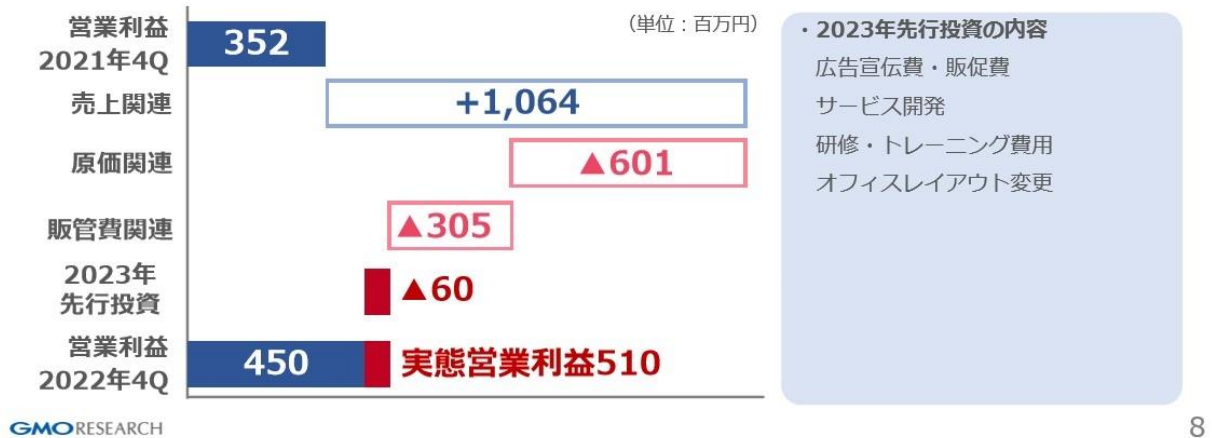 営業利益
2021年4Q
352
(単位：百万円)
売上関連
+1,064
原価関連
▲601
販管費関連
▲305
2023年
先行投資
▲60
営業利益
2022年4Q
450
実態営業利益510
・2023年先行投資の内容
広告宣伝費・販促費
サービス開発
研修・トレーニング費用
オフィスレイアウト変更
GMO RESEARCH
8